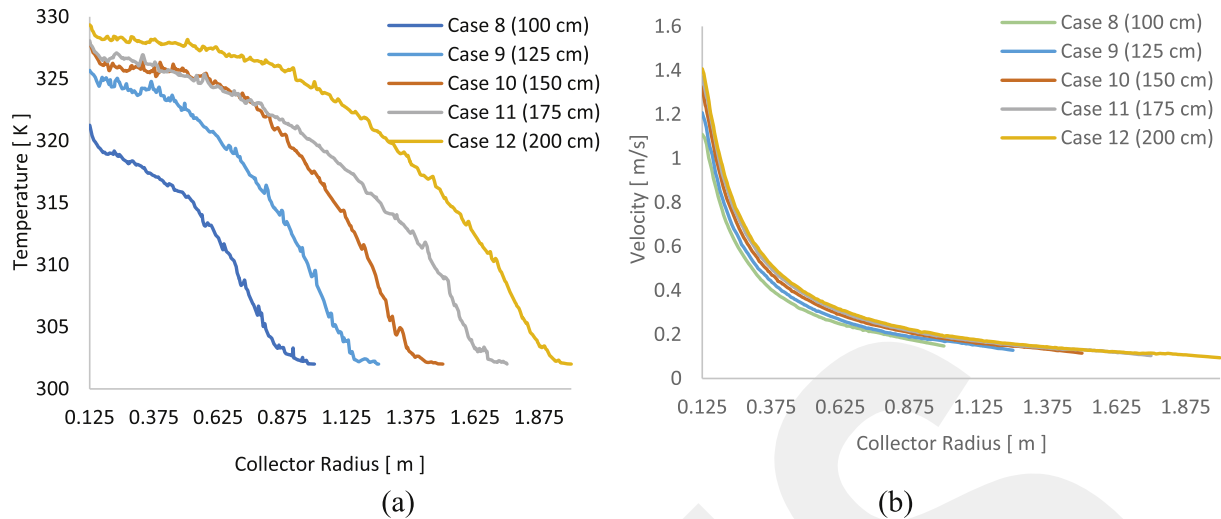 330
325
320
315
310
305
300
Temperature [ K ]
Case 8 (100 cm)
Case 9 (125 cm)
Case 10 (150 cm)
Case 11 (175 cm)
Case 12 (200 cm)
0.125 0.375 0.625 0.875 1.125 1.375 1.625 1.875
Collector Radius [ m ]
(a)
1.6
1.4
1.2
1
0.8
0.6
0.4
0.2
0
Velocity [ m/s]
Case 8 (100 cm)
Case 9 (125 cm)
Case 10 (150 cm)
Case 11 (175 cm)
Case 12 (200 cm)
0.125 0.375 0.625 0.875 1.125 1.375 1.625 1.875
Collector Radius [ m ]
(b)